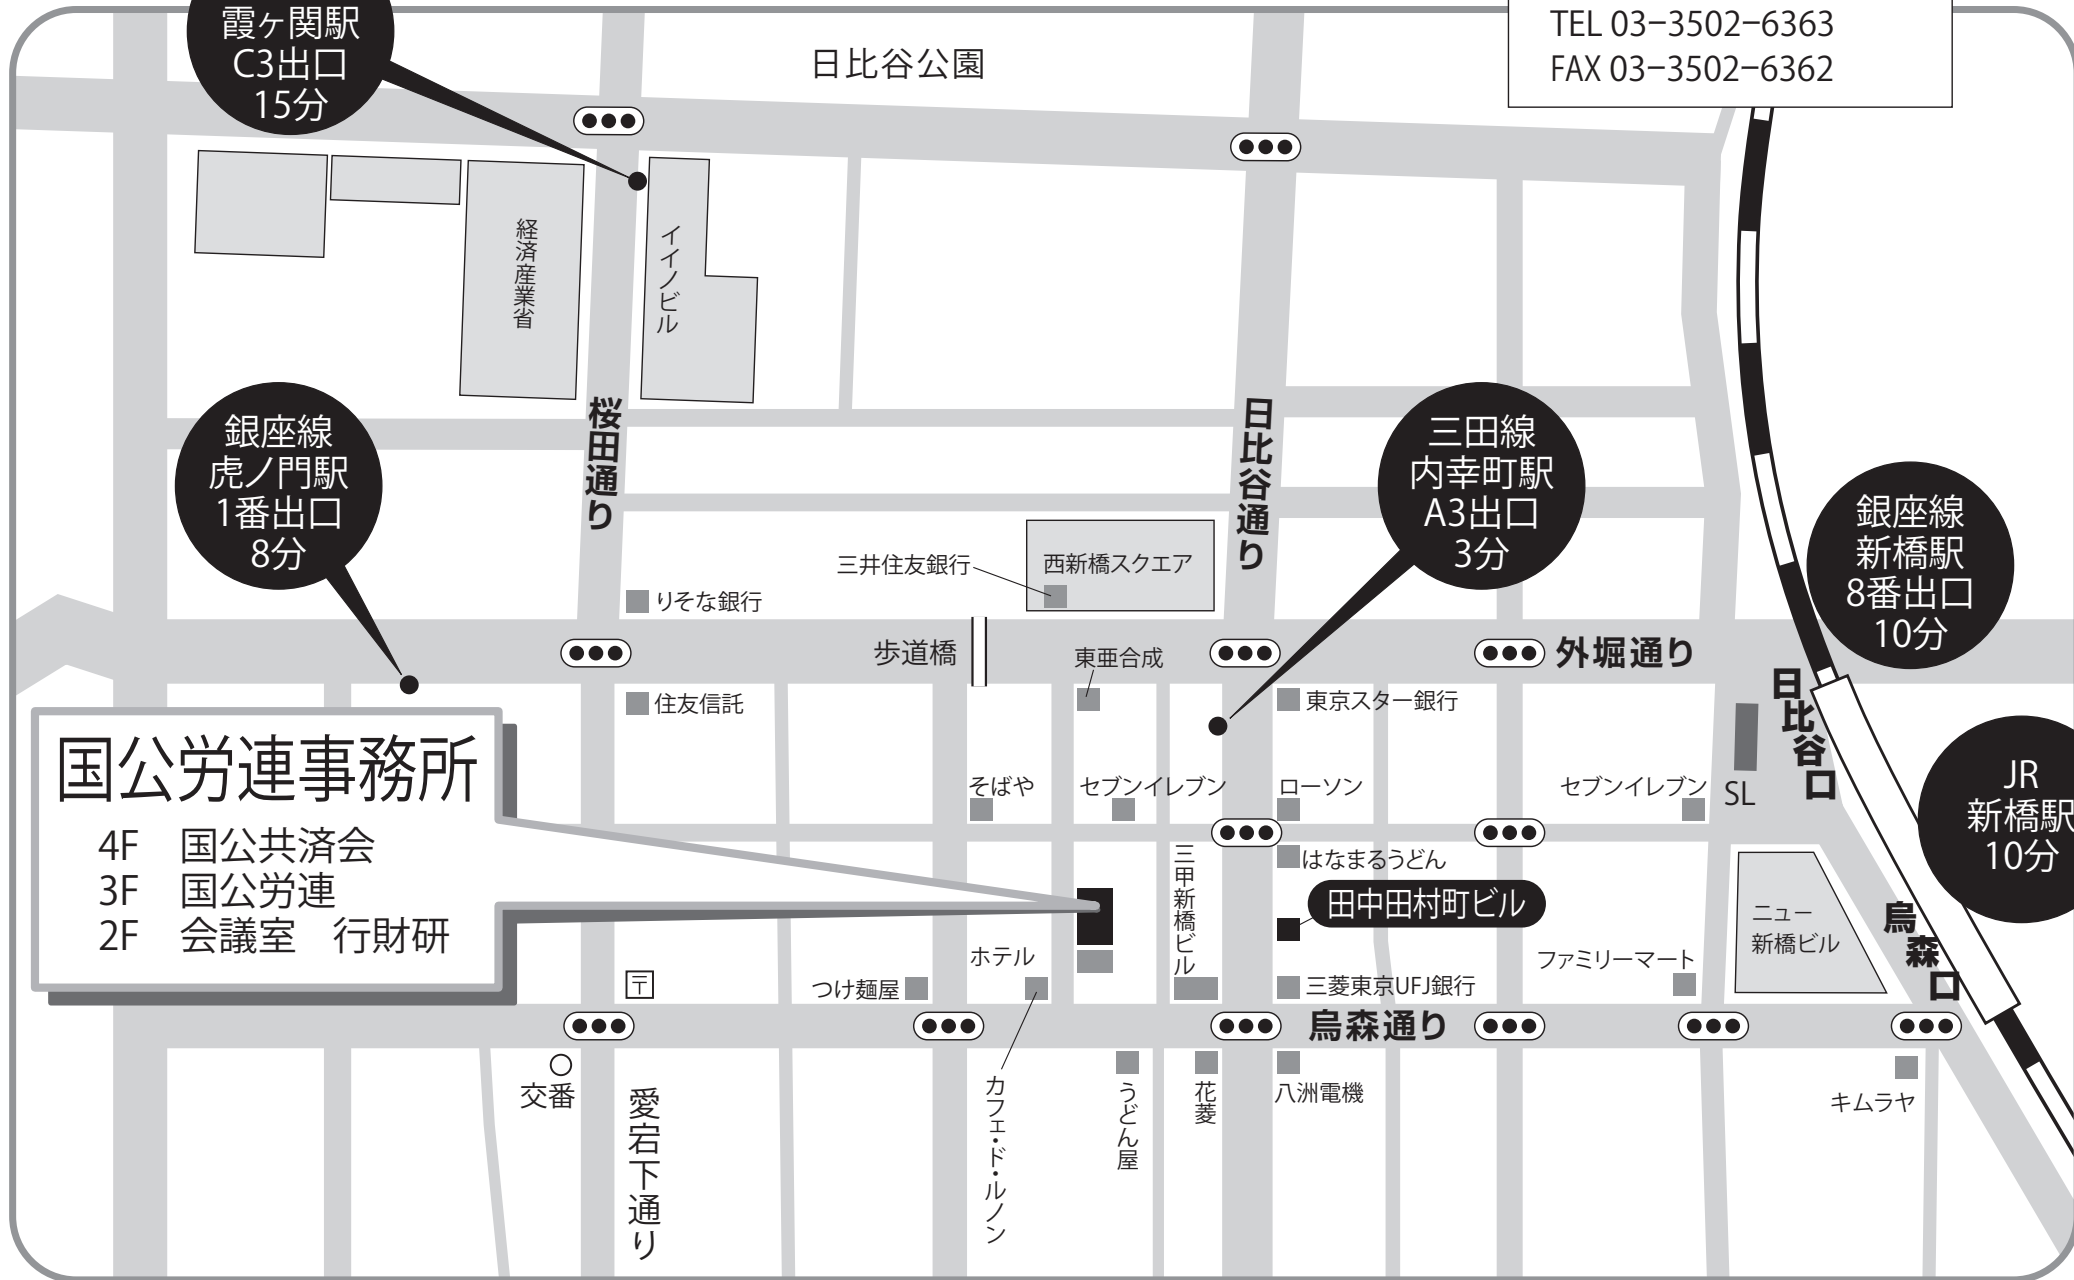 霞ヶ関駅
C3出口
15分
日比谷公園
TEL 03−3502−6363
FAX 03−3502−6362
経済産業省
イイノビル
桜田通り
日比谷通り
銀座線
虎ノ門駅
1番出口
8分
三田線
内幸町駅
A3出口
3分
銀座線
新橋駅
8番出口
10分
三井住友銀行
西新橋スクエア
りそな銀行
歩道橋
東亜合成
外堀通り
住友信託
東京スター銀行
日比谷口
国公労連事務所
4F 国公共済会
3F 国公労連
2F 会議室 行財研
そばや
セブンイレブン
ローソン
セブンイレブン
SL
JR
新橋駅
10分
三甲新橋ビル
はなまるうどん
田中田村町ビル
ニュー
新橋ビル
烏森口
ホテル
ファミリーマート
〒
つけ麺屋
三菱東京UFJ銀行
烏森通り
交番
愛宕下通り
カフェ・ド・ルノン
うどん屋
花菱
八洲電機
キムラヤ